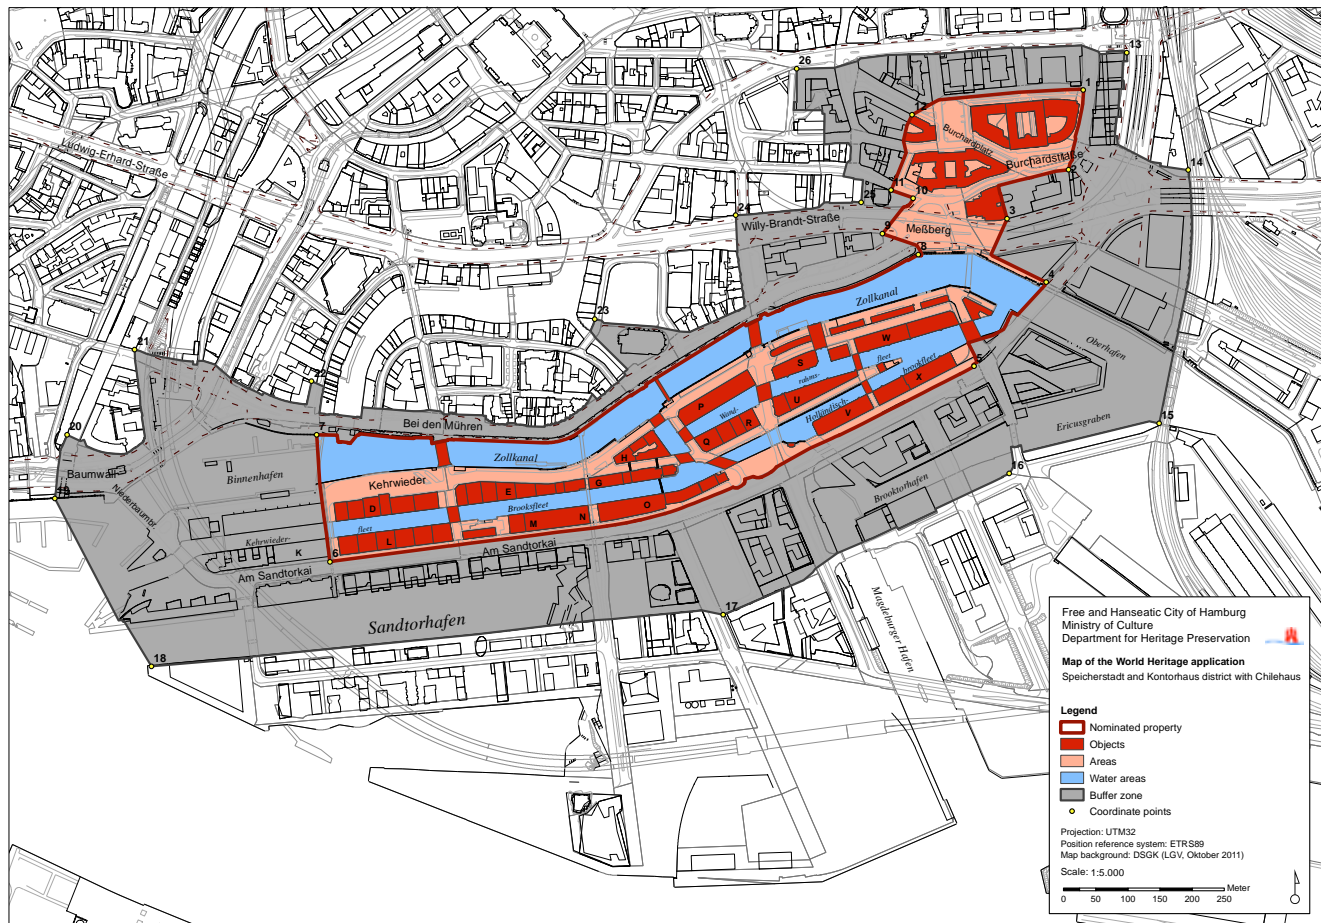 26
13
1
12
Ludwig-Erhard-Straße
Burchardplatz
Burchardstraße
14
2
11
10
25
24
Willy-Brandt-Straße
3
9
Meßberg
8
4
Zollkanal
23
21
22
W
fleet
S
rahms-
brookfleet
5
Oberhafen
X
P
Wand-
U
Holländisch-
V
R
Q
15
Ericusgraben
20
7
Bei den Mühren
Zollkanal
H
Baumwall
Binnenhafen
Kehrwieder
16
G
E
Brooktorhafen
19
Niederbaumbr.
D
Brooksfleet
O
N
M
fleet
Kehrwieder-
L
K
6
Am Sandtorkai
Am Sandtorkai
Magdeburger Hafen
17
Sandtorhafen
18
Free and Hanseatic City of Hamburg
Ministry of Culture
Department for Heritage Preservation
Map of the World Heritage application
Speicherstadt and Kontorhaus district with Chilehaus
Legend
Nominated property
Objects
Areas
Water areas
Buffer zone
Coordinate points
Projection: UTM32
Position reference system: ETRS89
Map background: DSGK (LGV, Oktober 2011)
Scale: 1:5.000
Meter
0 50 100 150 200 250